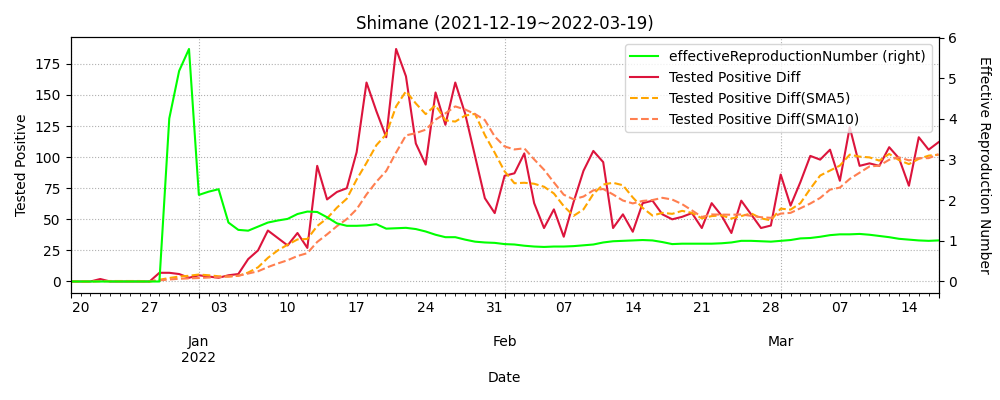 Shimane (2021-12-19~2022-03-19)
effectiveReproductionNumber (right)
Tested Positive Diff
Tested Positive Diff(SMA5)
Tested Positive Diff(SMA10)
Tested Positive
175
150
125
100
75
50
25
0
6
5
4
3
2
1
0
Effective Reproduction Number
20 27 03 10 17 24 31 07 14 21 28 07 14
Jan Feb Mar
2022
Date